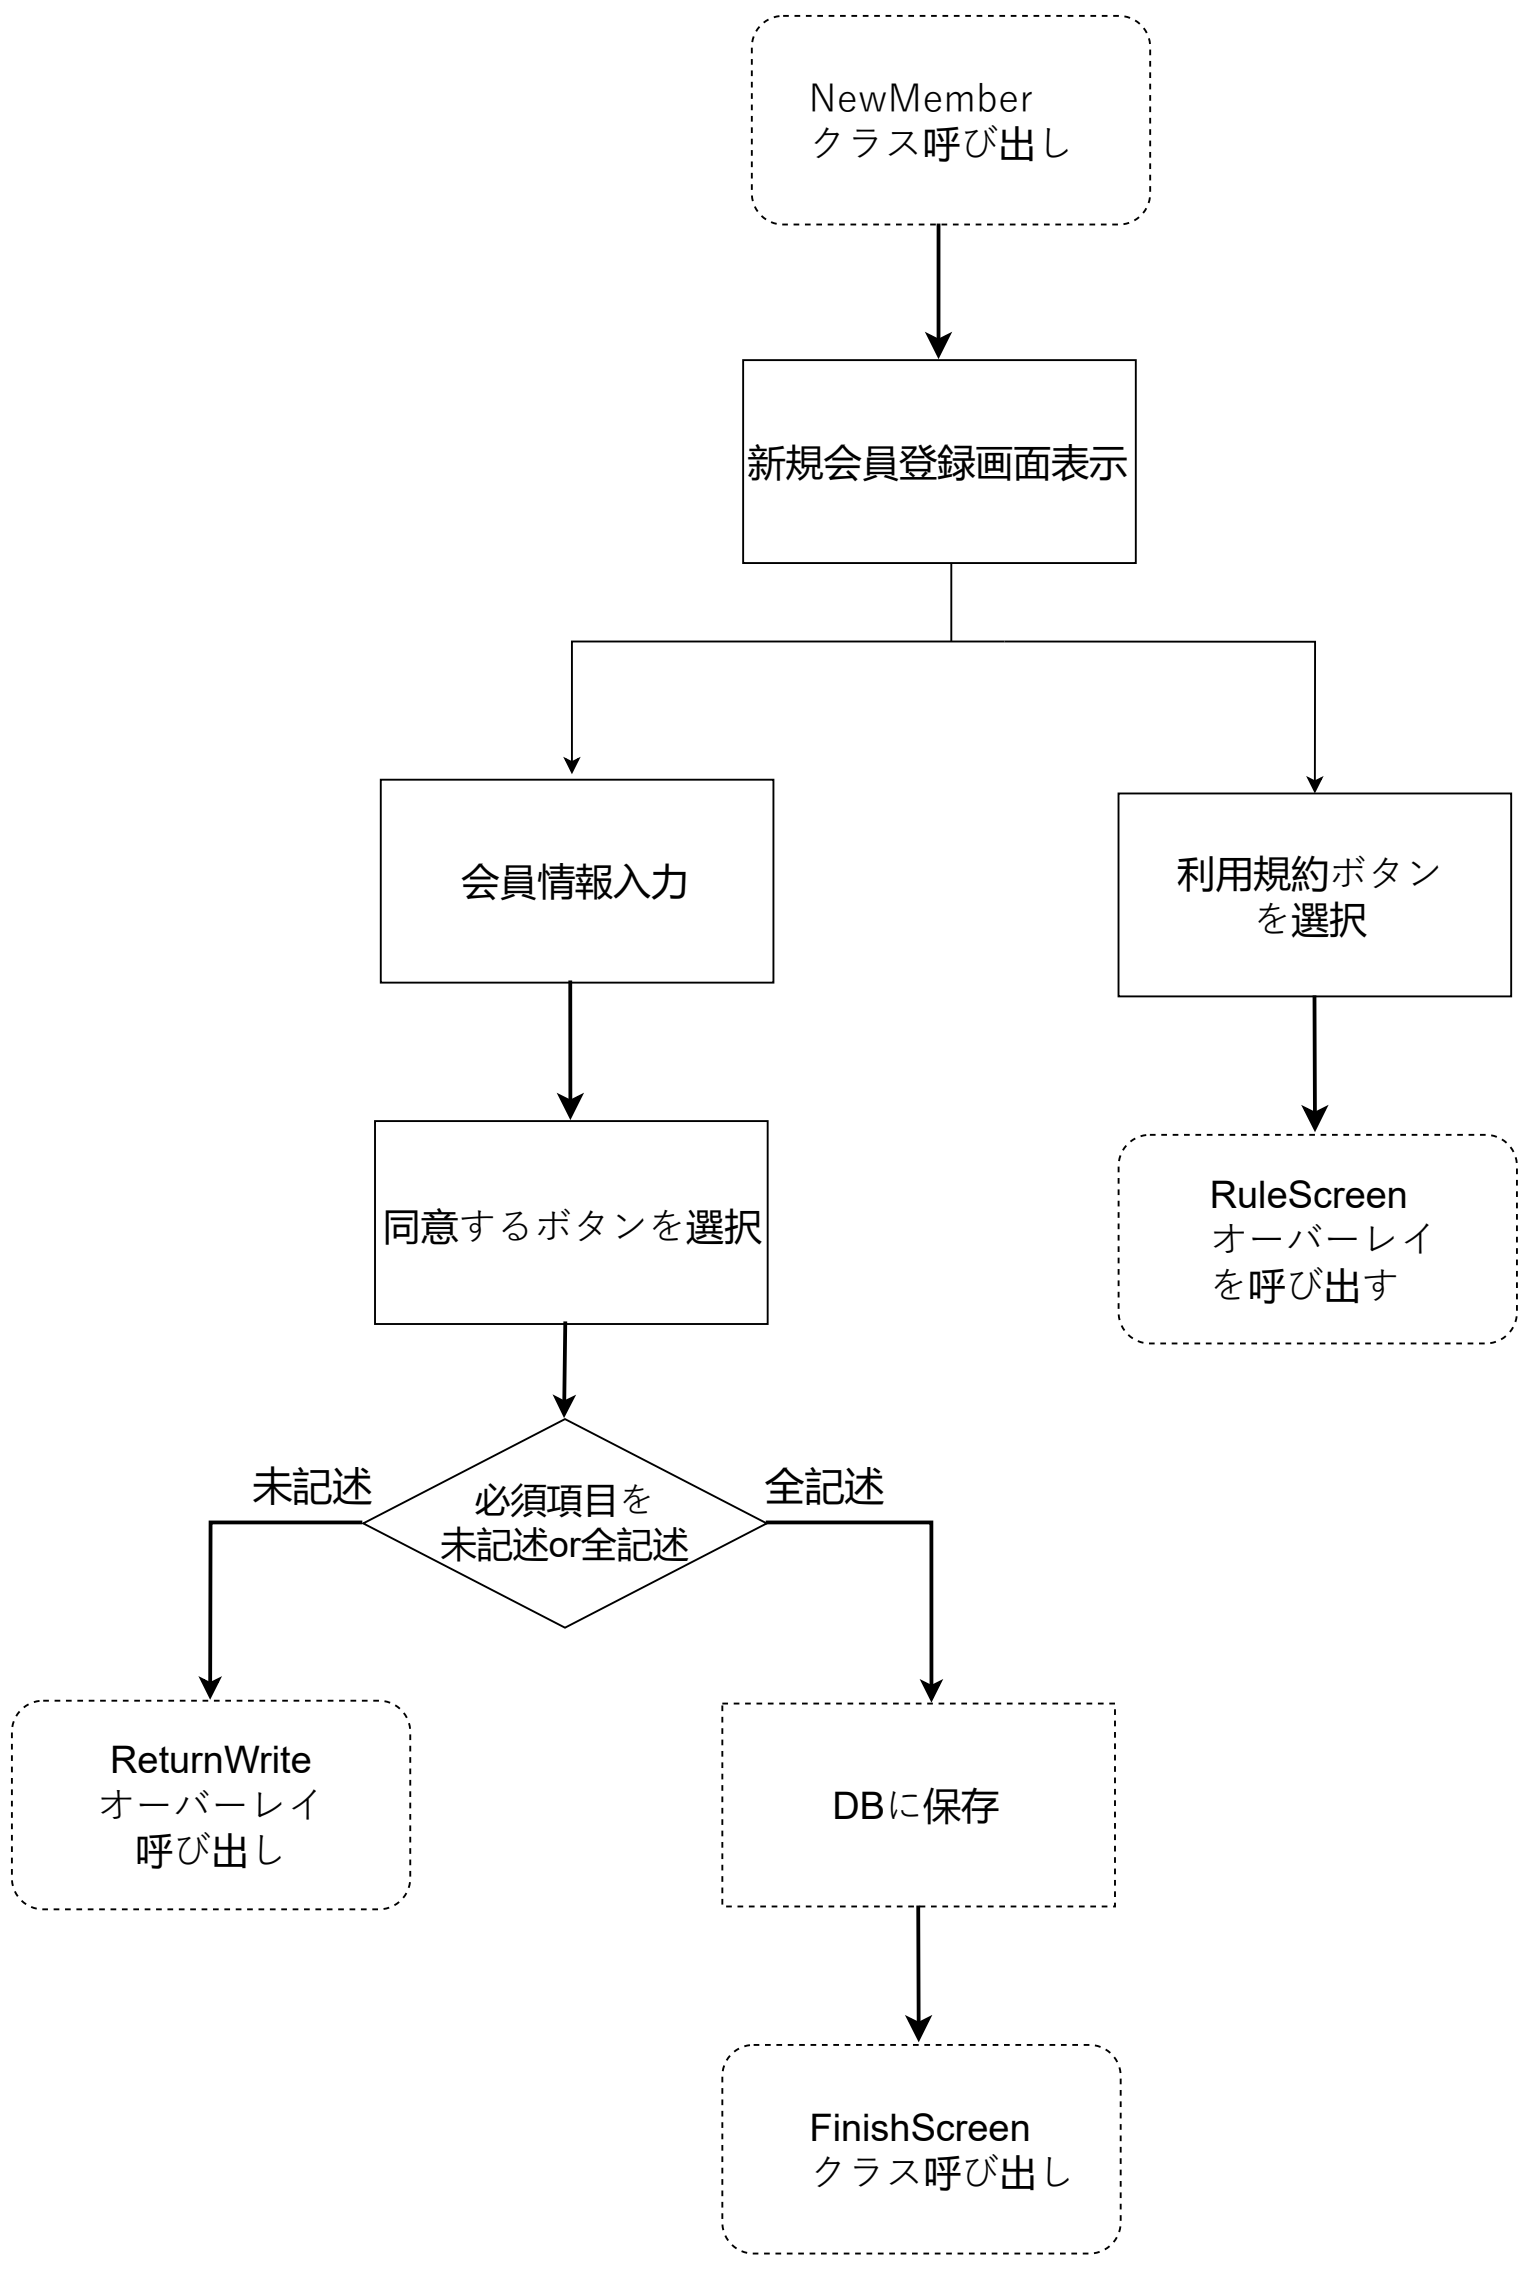 NewMember
クラス呼び出し
新規会員登録画面表示
会員情報入力
利用規約ボタン
を選択
同意するボタンを選択
RuleScreen
オーバーレイ
を呼び出す
未記述
必須項目を
未記述or全記述
全記述
ReturnWrite
オーバーレイ
呼び出し
DBに保存
FinishScreen
クラス呼び出し